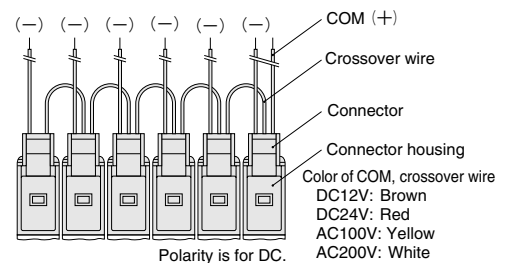 (−) (−) (−) (−) (−) (−)
COM (+)
Crossover wire
Connector
Connector housing
Color of COM, crossover wire
DC12V: Brown
DC24V: Red
AC100V: Yellow
AC200V: White
Polarity is for DC.